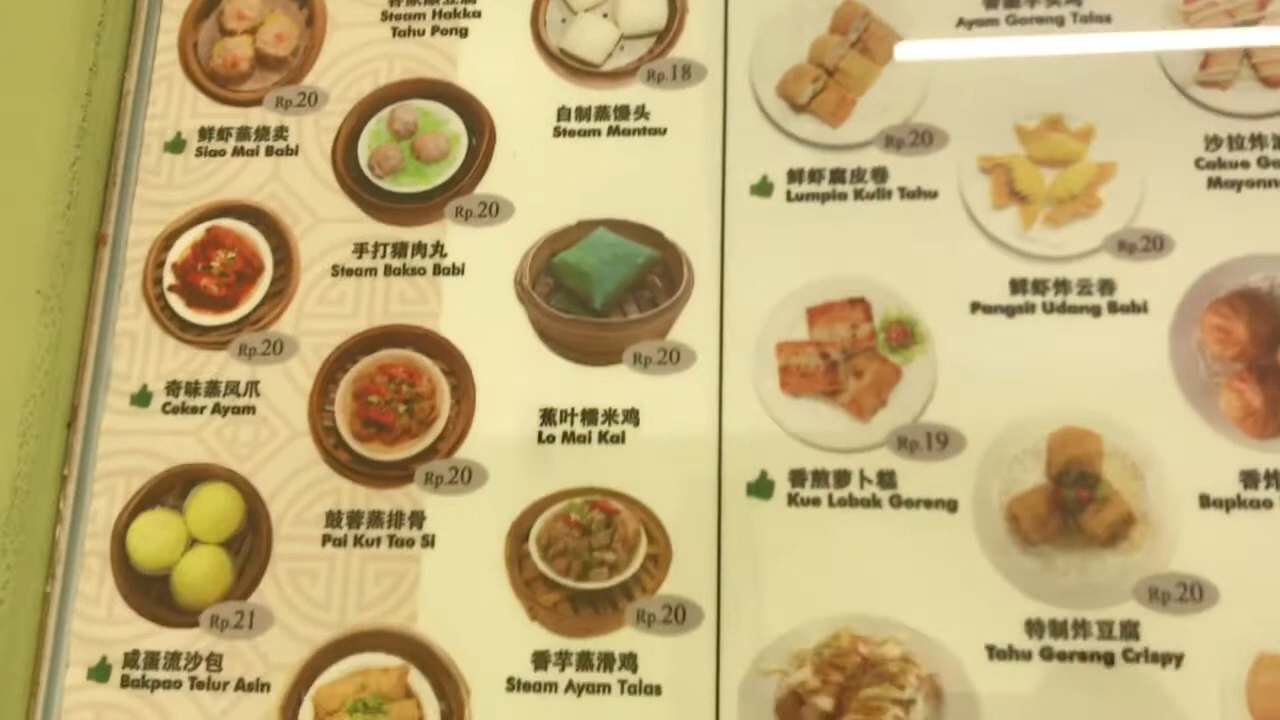 Steam Hakka
Tahu Pong
Rp.20
鲜虾蒸烧卖
Siao Mai Babi
Rp.18
自制蒸馒头
Steam Mantau
Rp.20
手打猪肉丸
Steam Bakso Babi
Rp.20
奇味蒸凤爪
Ceker Ayam
Rp.20
蕉叶糯米鸡
Lo Mai Kai
Rp.20
鼓蓉蒸排骨
Pai Kut Tao Si
Rp.21
咸蛋流沙包
Bakpao Telur Asin
Rp.20
香芋蒸滑鸡
Steam Ayam Talas
Ayam Goreng Talas
Rp.20
鲜虾腐皮卷
Lumpia Kulit Tahu
Rp.20
鲜虾炸云吞
Pangsit Udang Babi
沙拉炸
Cakue Go
Mayonn
Rp.19
香煎萝卜糕
Kue Lobak Goreng
香炸
Bapkao
Rp.20
特制炸豆腐
Tahu Goreng Crispy